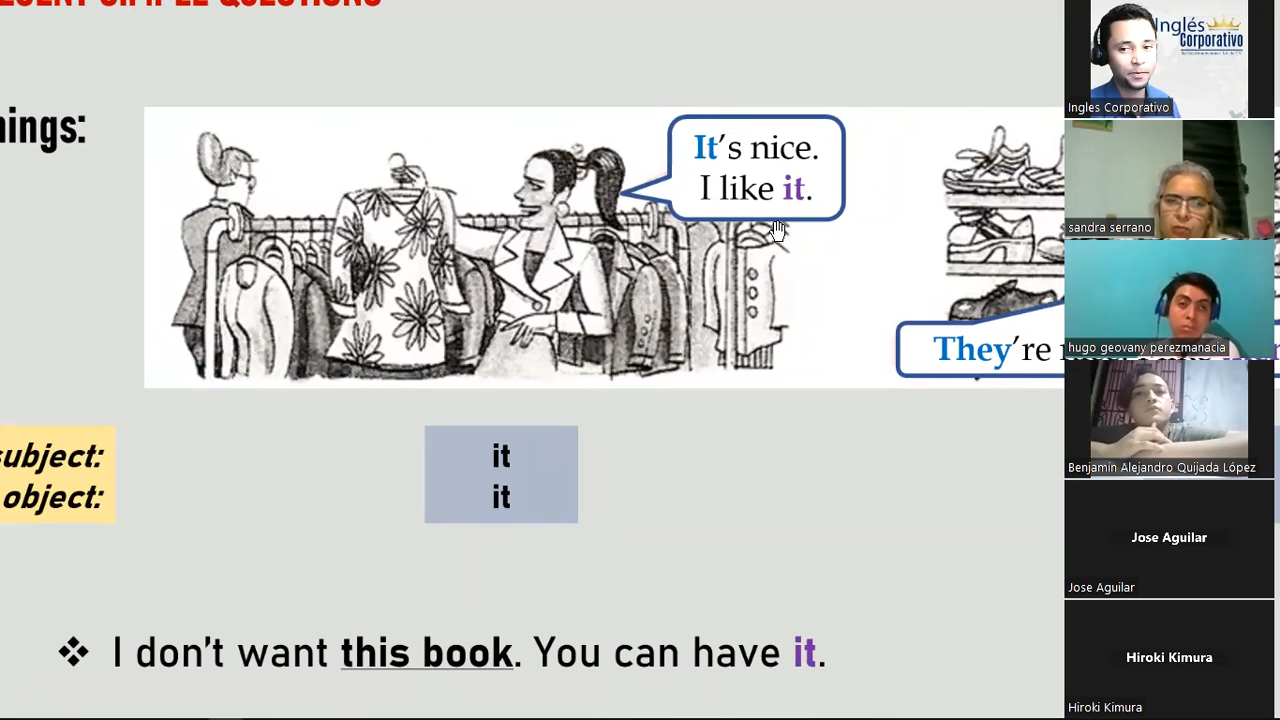 It's nice.
I like it.
They're
subject:
object:
it
it
❖ I don't want this book. You can have it.
Inglés
Corporativo
Ingles Corporativo
sandra serrano
hugo geovany perezmanacia
Benjamin Alejandro Quijada López
Jose Aguilar
Jose Aguilar
Hiroki Kimura
Hiroki Kimura